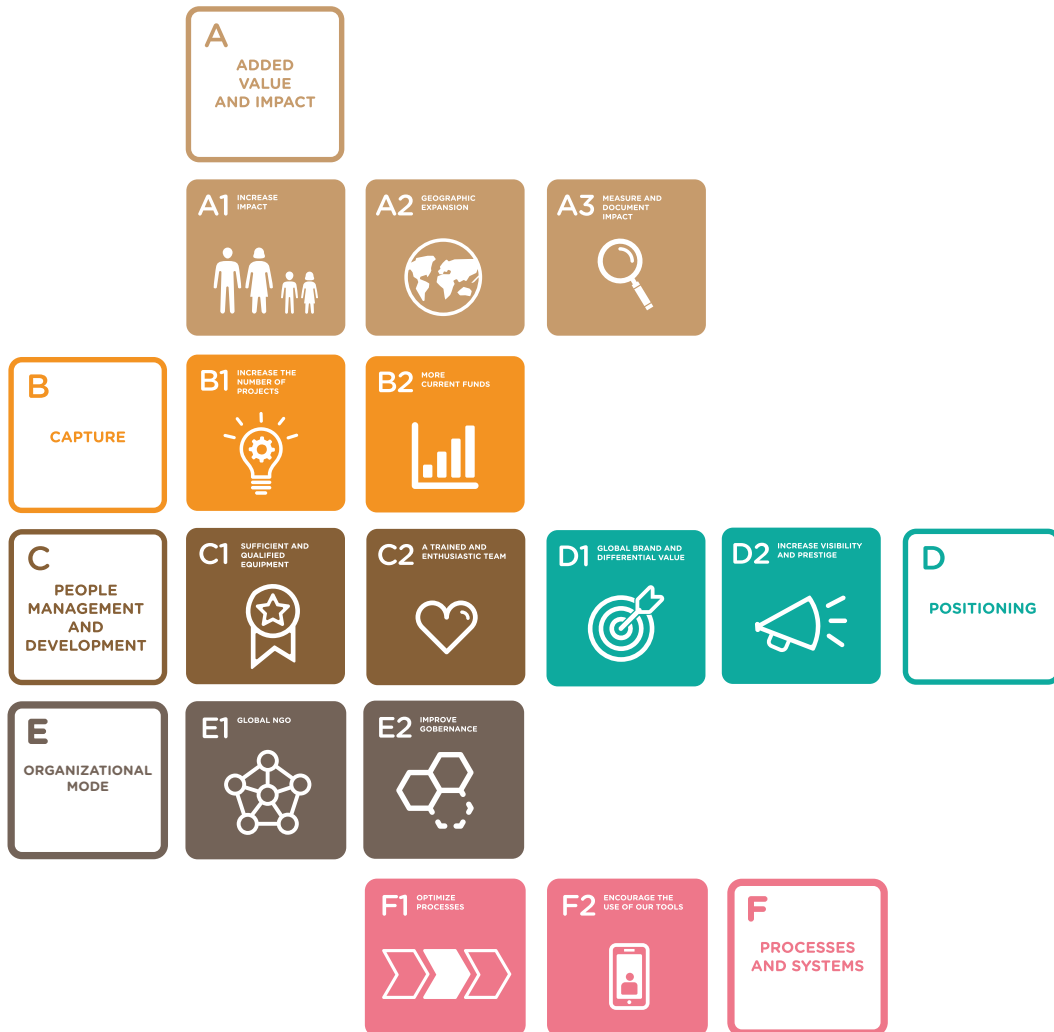 A
ADDED
VALUE
AND IMPACT
A1
INCREASE
IMPACT
A2
GEOGRAPHIC
EXPANSION
A3
MEASURE AND
DOCUMENT
IMPACT
B
CAPTURE
B1
INCREASE THE
NUMBER OF
PROJECTS
B2
MORE
CURRENT FUNDS
C
PEOPLE
MANAGEMENT
AND
DEVELOPMENT
C1
SUFFICIENT AND
QUALIFIED
EQUIPMENT
C2
A TRAINED AND
ENTHUSIASTIC TEAM
D1
GLOBAL BRAND AND
DIFFERENTIAL VALUE
D2
INCREASE VISIBILITY
AND PRESTIGE
D
POSITIONING
E
ORGANIZATIONAL
MODE
E1
GLOBAL NGO
E2
IMPROVE
GOBERNANCE
F1
OPTIMIZE
PROCESSES
F2
ENCOURAGE THE
USE OF OUR TOOLS
F
PROCESSES
AND SYSTEMS